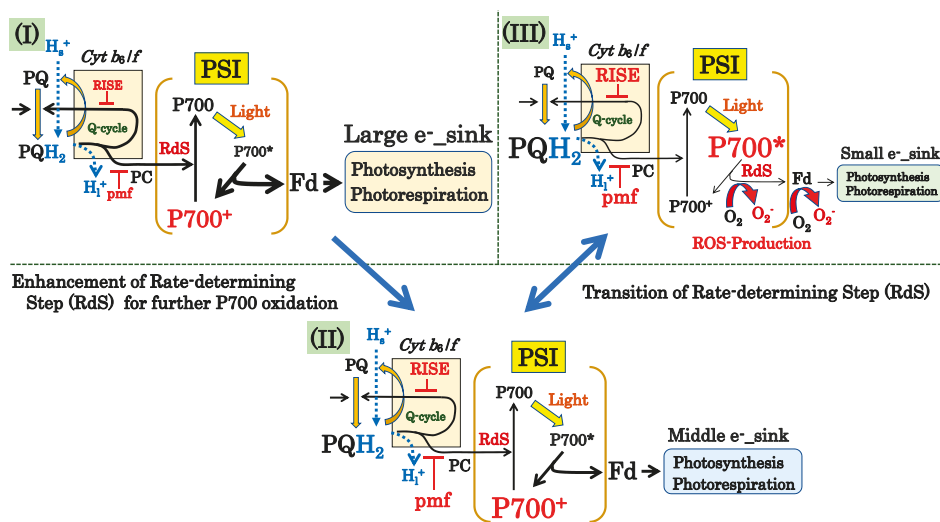 (I)
Hs+
Cyt b6/f
PQ
RISE
Q-cycle
PQH2
Hl+
pmf
PC
RdS
PSI
P700
Light
P700*
P700+
Fd
Large e-_sink
Photosynthesis
Photorespiration
(III)
Hs+
Cyt b6/f
PQ
RISE
Q-cycle
PQH2
Hl+
pmf
PC
PSI
P700
Light
P700*
RdS
P700+
O2
O2-
Fd
O2
O2-
ROS-Production
Small e-_sink
Photosynthesis
Photorespiration
Enhancement of Rate-determining
Step (RdS) for further P700 oxidation
Transition of Rate-determining Step (RdS)
(II)
Hs+
Cyt b6/f
PQ
RISE
Q-cycle
PQH2
Hl+
pmf
PC
RdS
PSI
P700
Light
P700*
P700+
Fd
Middle e-_sink
Photosynthesis
Photorespiration